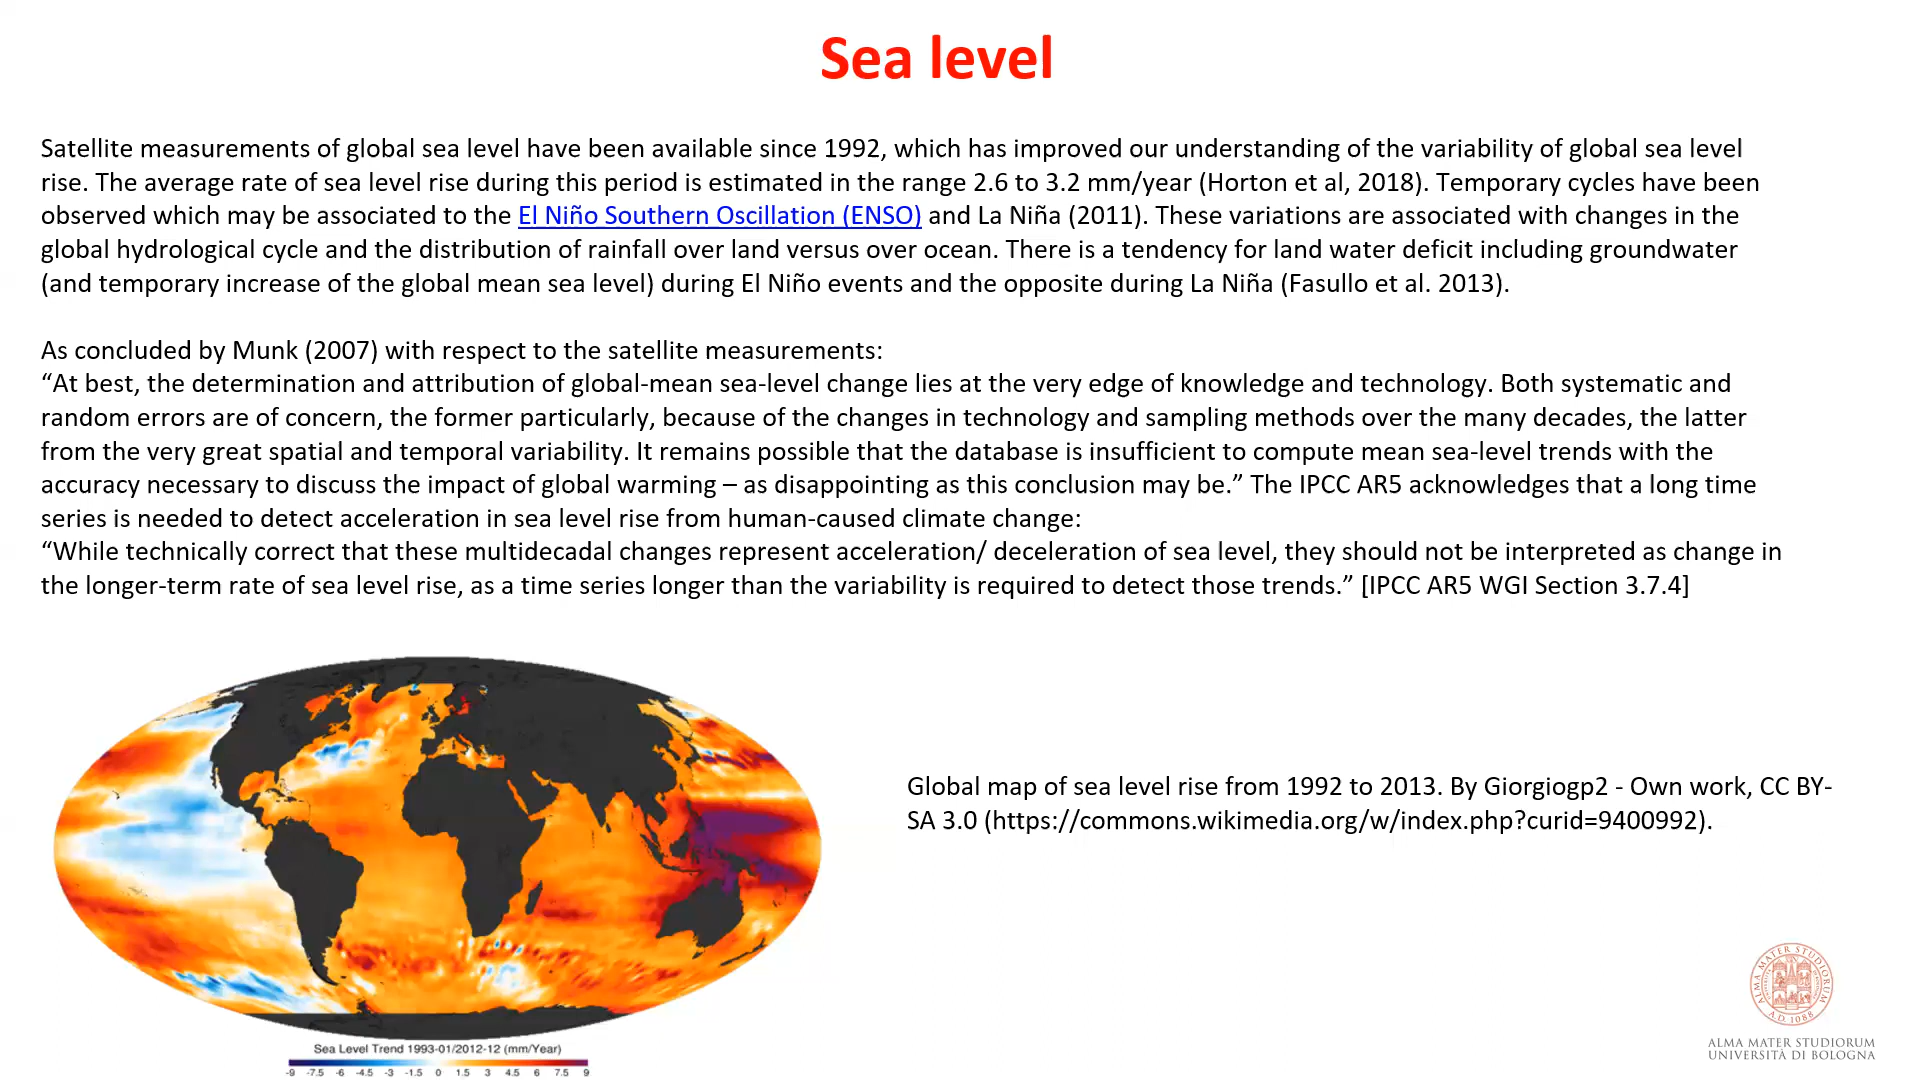 Sea level
Satellite measurements of global sea level have been available since 1992, which has improved our understanding of the variability of global sea level
rise. The average rate of sea level rise during this period is estimated in the range 2.6 to 3.2 mm/year (Horton et al, 2018). Temporary cycles have been
observed which may be associated to the El Niño Southern Oscillation (ENSO) and La Niña (2011). These variations are associated with changes in the
global hydrological cycle and the distribution of rainfall over land versus over ocean. There is a tendency for land water deficit including groundwater
(and temporary increase of the global mean sea level) during El Niño events and the opposite during La Niña (Fasullo et al. 2013).
As concluded by Munk (2007) with respect to the satellite measurements:
“At best, the determination and attribution of global-mean sea-level change lies at the very edge of knowledge and technology. Both systematic and
random errors are of concern, the former particularly, because of the changes in technology and sampling methods over the many decades, the latter
from the very great spatial and temporal variability. It remains possible that the database is insufficient to compute mean sea-level trends with the
accuracy necessary to discuss the impact of global warming – as disappointing as this conclusion may be.” The IPCC AR5 acknowledges that a long time
series is needed to detect acceleration in sea level rise from human-caused climate change:
“While technically correct that these multidecadal changes represent acceleration/ deceleration of sea level, they should not be interpreted as change in
the longer-term rate of sea level rise, as a time series longer than the variability is required to detect those trends.” [IPCC AR5 WGI Section 3.7.4]
Global map of sea level rise from 1992 to 2013. By Giorgiogp2 - Own work, CC BY-
SA 3.0 (https://commons.wikimedia.org/w/index.php?curid=9400992).
Sea Level Trend 1993-01/2012-12 (mm/Year)
-9 -7.5 -6 -4.5 -3 -1.5 0 1.5 3 4.5 6 7.5 9
ALMA MATER STUDIORUM
A.D. 1088
ALMA MATER STUDIORUM
UNIVERSITÀ DI BOLOGNA